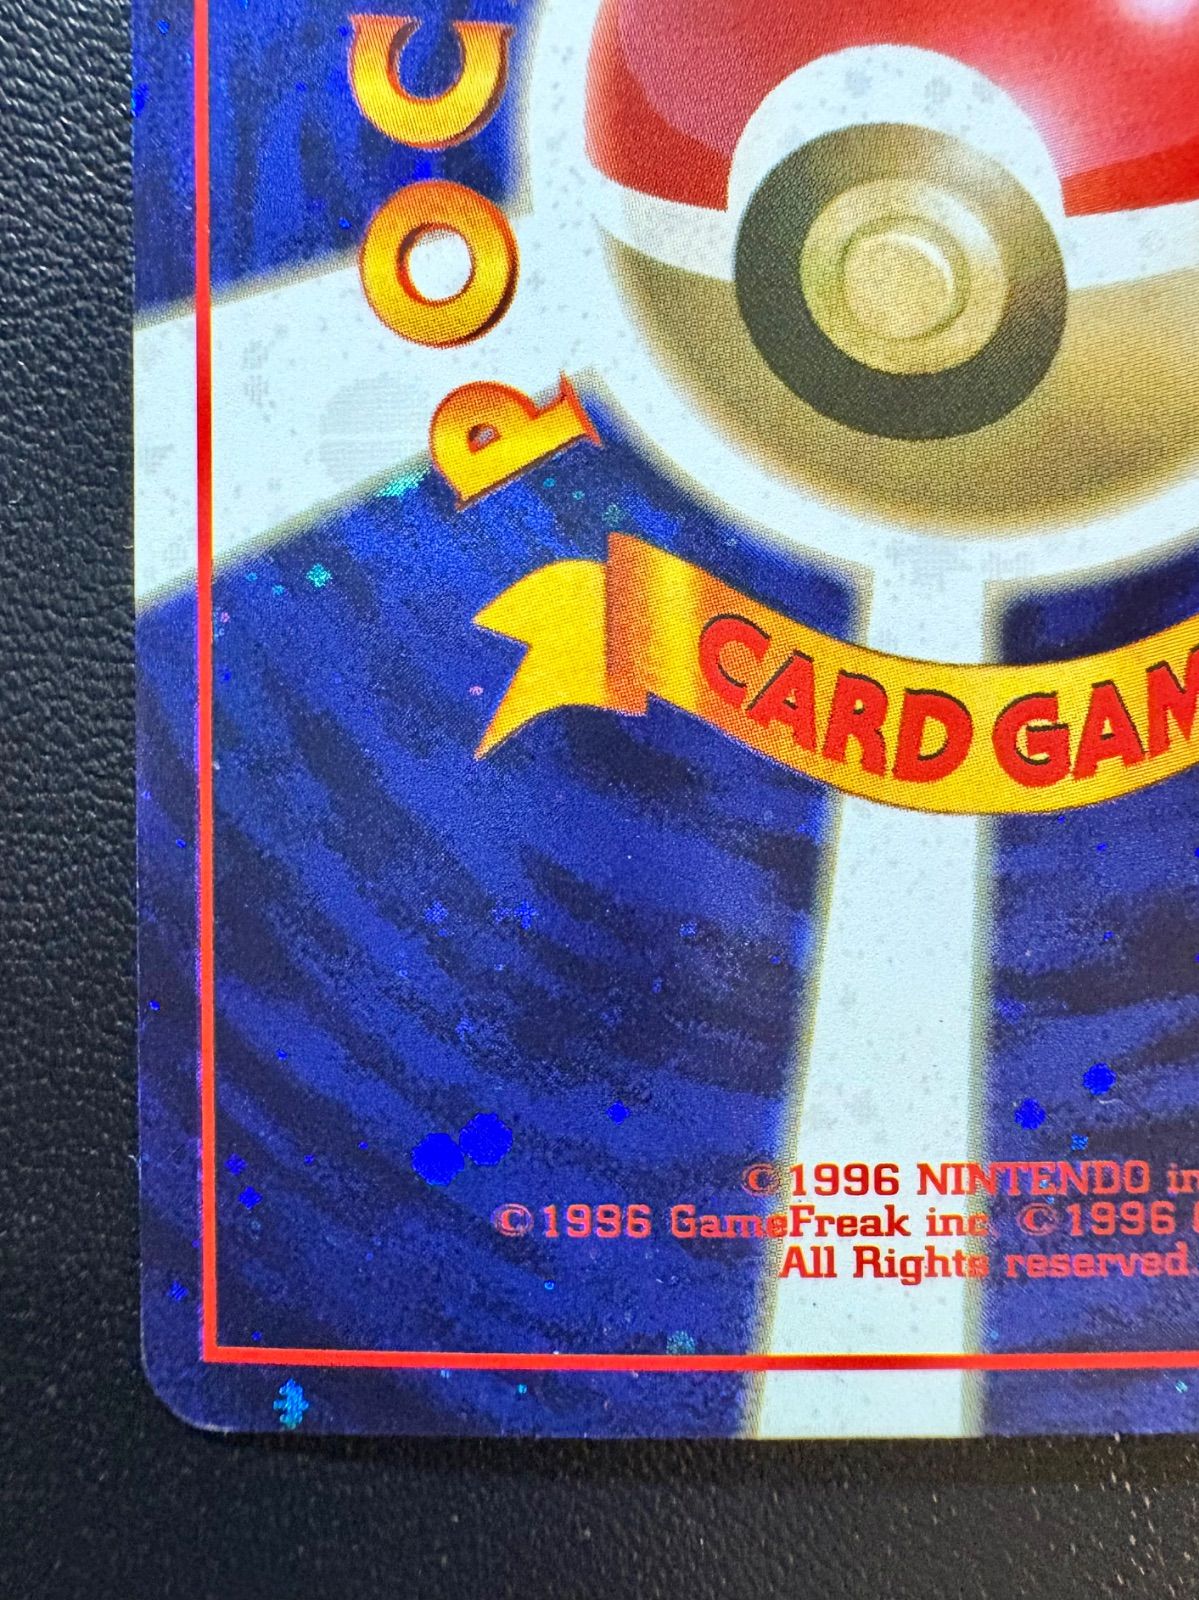 POC
CARD GAM
©1996 NINTENDO in
©1996 GameFreak inc. ©1996
All Rights reserved.